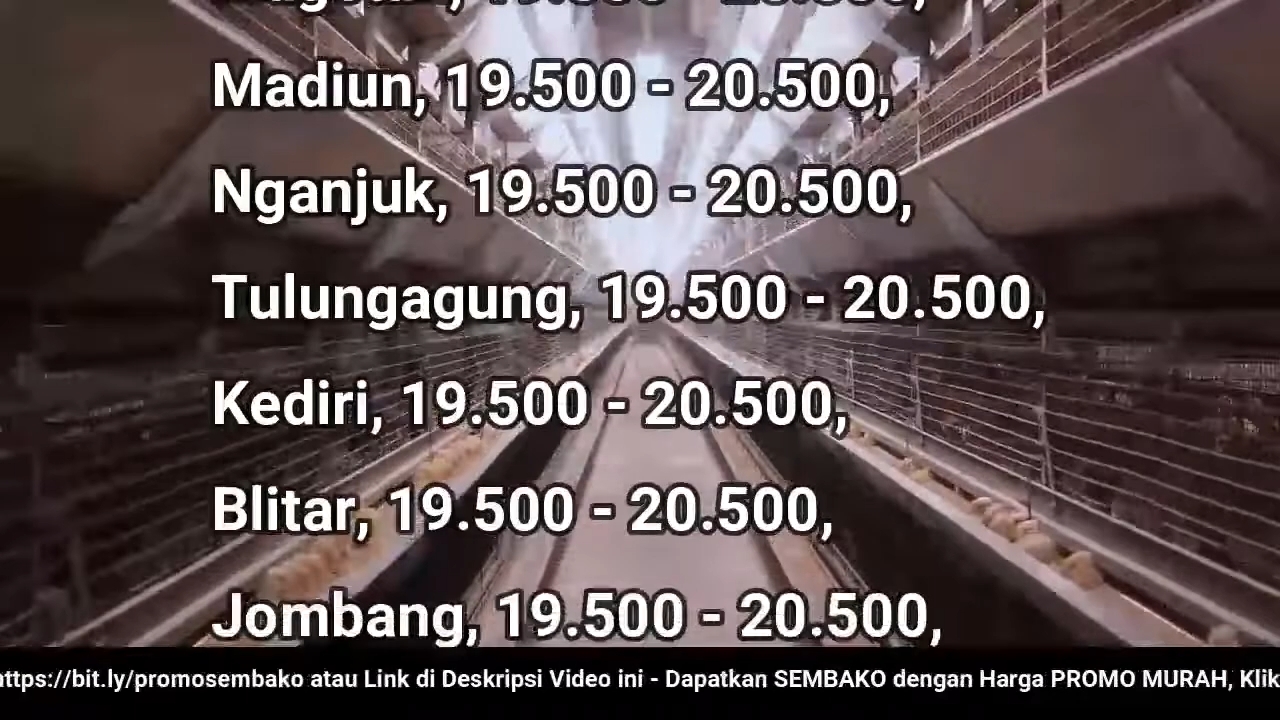 Madiun, 19.500 - 20.500,
Nganjuk, 19.500 - 20.500,
Tulungagung, 19.500 - 20.500,
Kediri, 19.500 - 20.500,
Blitar, 19.500 - 20.500,
Jombang, 19.500 - 20.500,
https://bit.ly/promosembako atau Link di Deskripsi Video ini - Dapatkan SEMBAKO dengan Harga PROMO MURAH, Klik